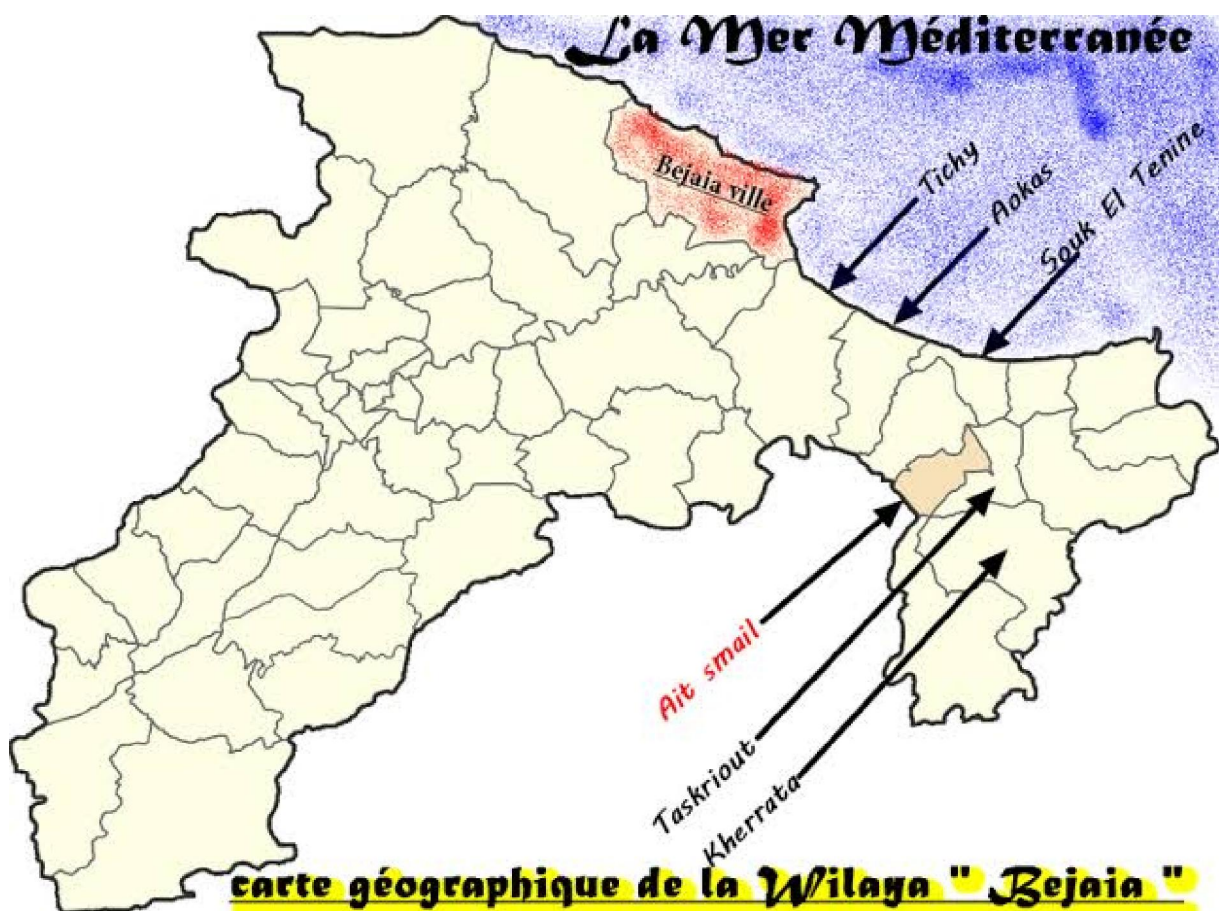 La Mer Méditerranée
Bejaia ville
Tichy
Aokas
Souk El Tenine
Ait smail
Taskriout
Kherrata
carte géographique de la Wilaya " Bejaia "